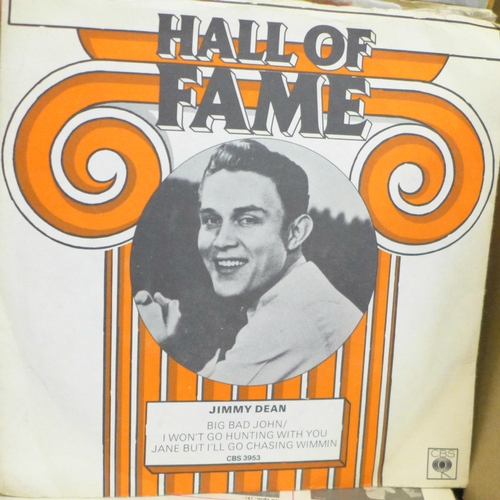 HALL OF
FAME
JIMMY DEAN
BIG BAD JOHN/
I WON'T GO HUNTING WITH YOU
JANE BUT I'LL GO CHASING WIMMIN
CBS 3953
CBS